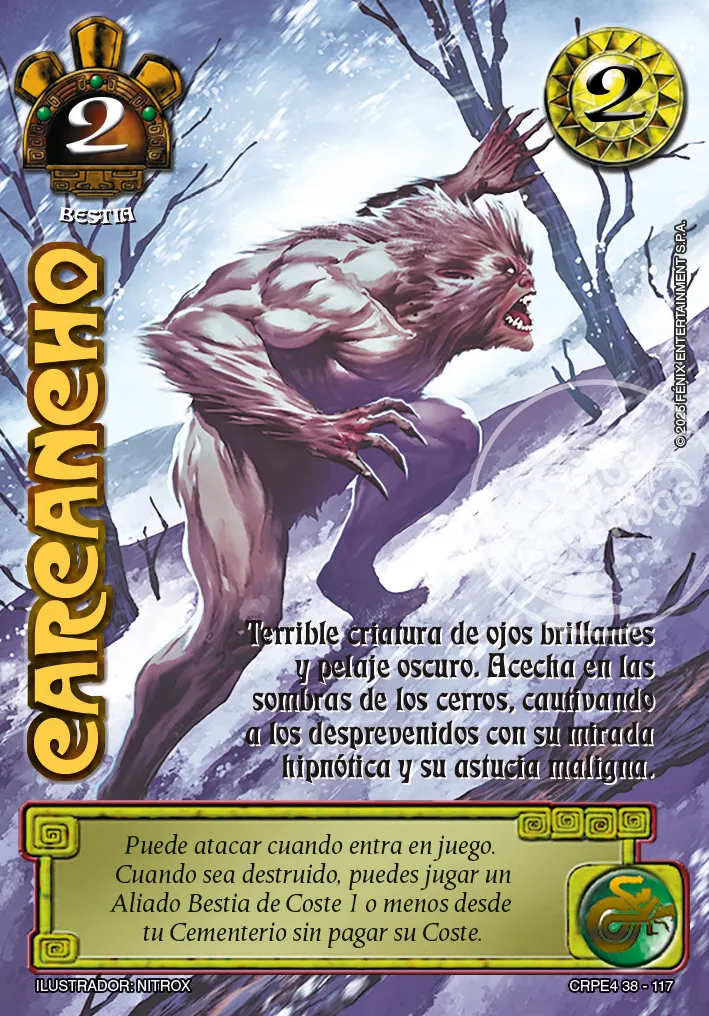 2
2
BESTIA
CARCANCHO
© 2025 FÉNIX ENTERTAINMENT S.P.A.
Terrible criatura de ojos brillantes
y pelaje oscuro. Acecha en las
sombras de los cerros, cautivando
a los desprevenidos con su mirada
hipnótica y su astucia maligna.
Puede atacar cuando entra en juego.
Cuando sea destruido, puedes jugar un
Aliado Bestia de Coste 1 o menos desde
tu Cementerio sin pagar su Coste.
ILUSTRADOR: NITROX
CRPE4 38 - 117